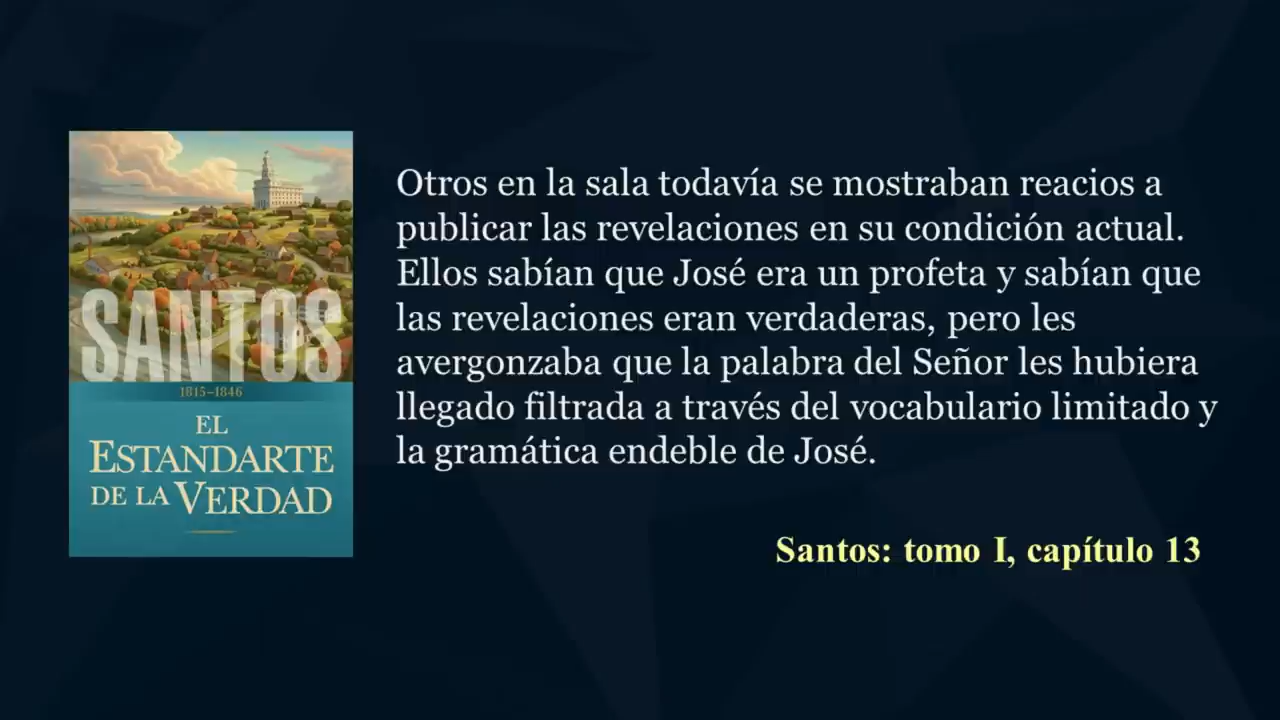 SANTOS
1815–1846
EL
ESTANDARTE
DE LA VERDAD
Otros en la sala todavía se mostraban reacios a
publicar las revelaciones en su condición actual.
Ellos sabían que José era un profeta y sabían que
las revelaciones eran verdaderas, pero les
avergonzaba que la palabra del Señor les hubiera
llegado filtrada a través del vocabulario limitado y
la gramática endeble de José.
Santos: tomo I, capítulo 13